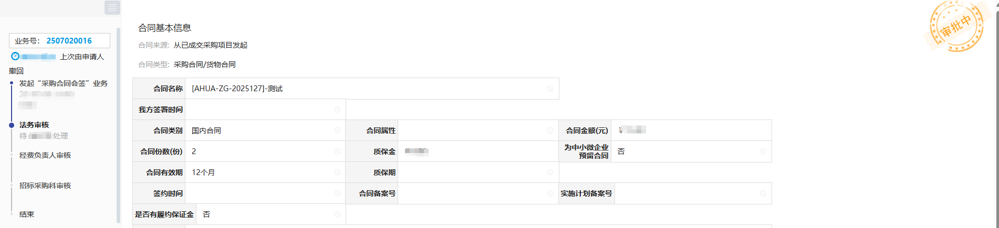 业务号： 2507020016
上次由申请人
撤回
发起“采购合同会签”业务
法务审核
待 处理
经费负责人审核
招标采购科审核
结束
审批中
合同基本信息
合同来源: 从已成交采购项目发起
合同类型: 采购合同/货物合同
合同名称 [AHUA-ZG-2025127]-测试
我方签署时间
合同类别 国内合同 合同属性 合同金额(元)
合同份数(份) 2 质保金 为中小微企业
预留合同 否
合同有效期 12个月 质保期
签约时间 合同备案号 实施计划备案号
是否有履约保证金 否